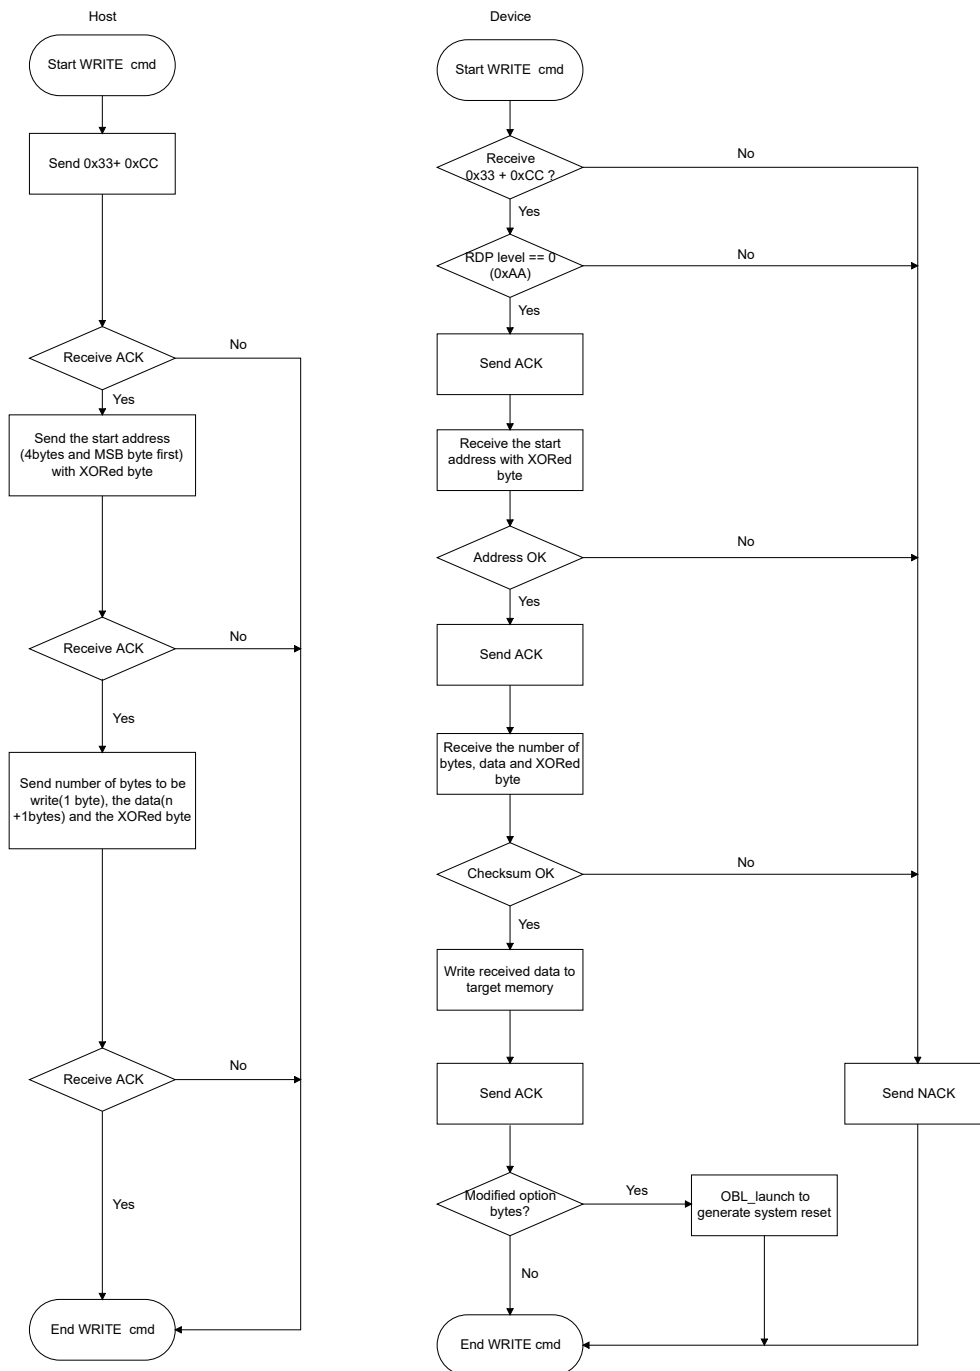 Host
Start WRITE cmd
Send 0x33+ 0xCC
Receive ACK
No
Yes
Send the start address
(4bytes and MSB byte first)
with XORed byte
Receive ACK
No
Yes
Send number of bytes to be
write(1 byte), the data(n
+1bytes) and the XORed byte
Receive ACK
No
Yes
End WRITE cmd
Device
Start WRITE cmd
Receive
0x33 + 0xCC ?
No
Yes
RDP level == 0
(0xAA)
No
Yes
Send ACK
Receive the start
address with XORed
byte
Address OK
No
Yes
Send ACK
Receive the number of
bytes, data and XORed
byte
Checksum OK
No
Yes
Write received data to
target memory
Send ACK
Send NACK
Modified option
bytes?
Yes
OBL_launch to
generate system reset
No
End WRITE cmd